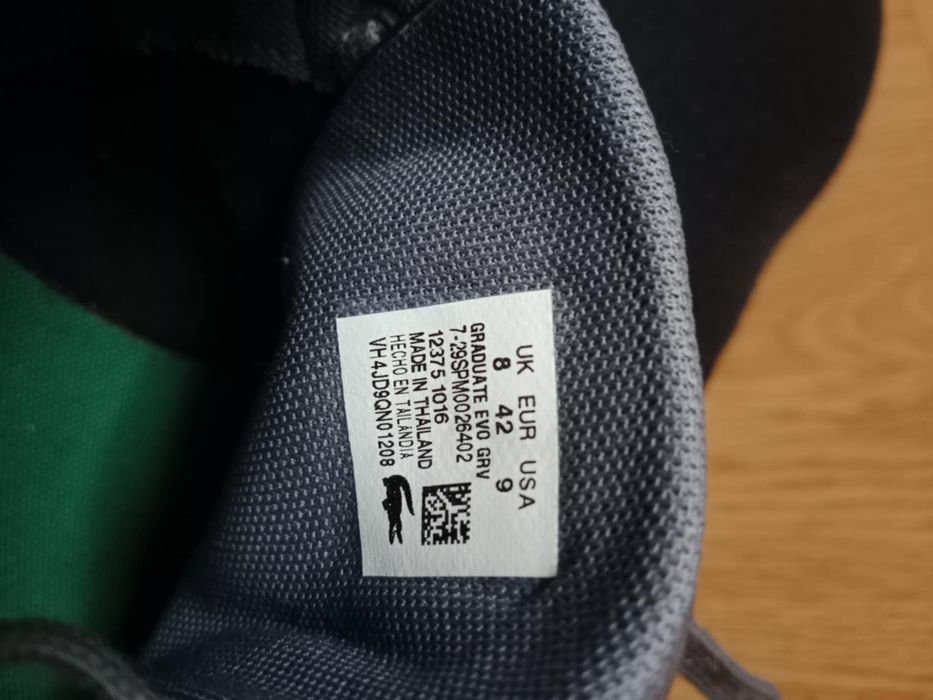 UK EUR USA
8 42 9
GRADUATE EVO GRV
7-29SPM0026402
12375 1016
MADE IN THAILAND
HECHO EN TAILANDIA
VH4JD9QN01208